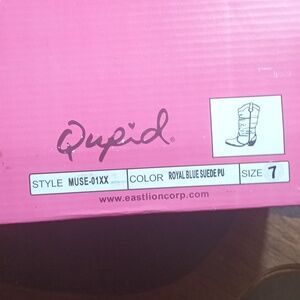 Qupid®
STYLE MUSE-01XX COLOR ROYAL BLUE SUEDE PU SIZE 7
www.eastlioncorp.com